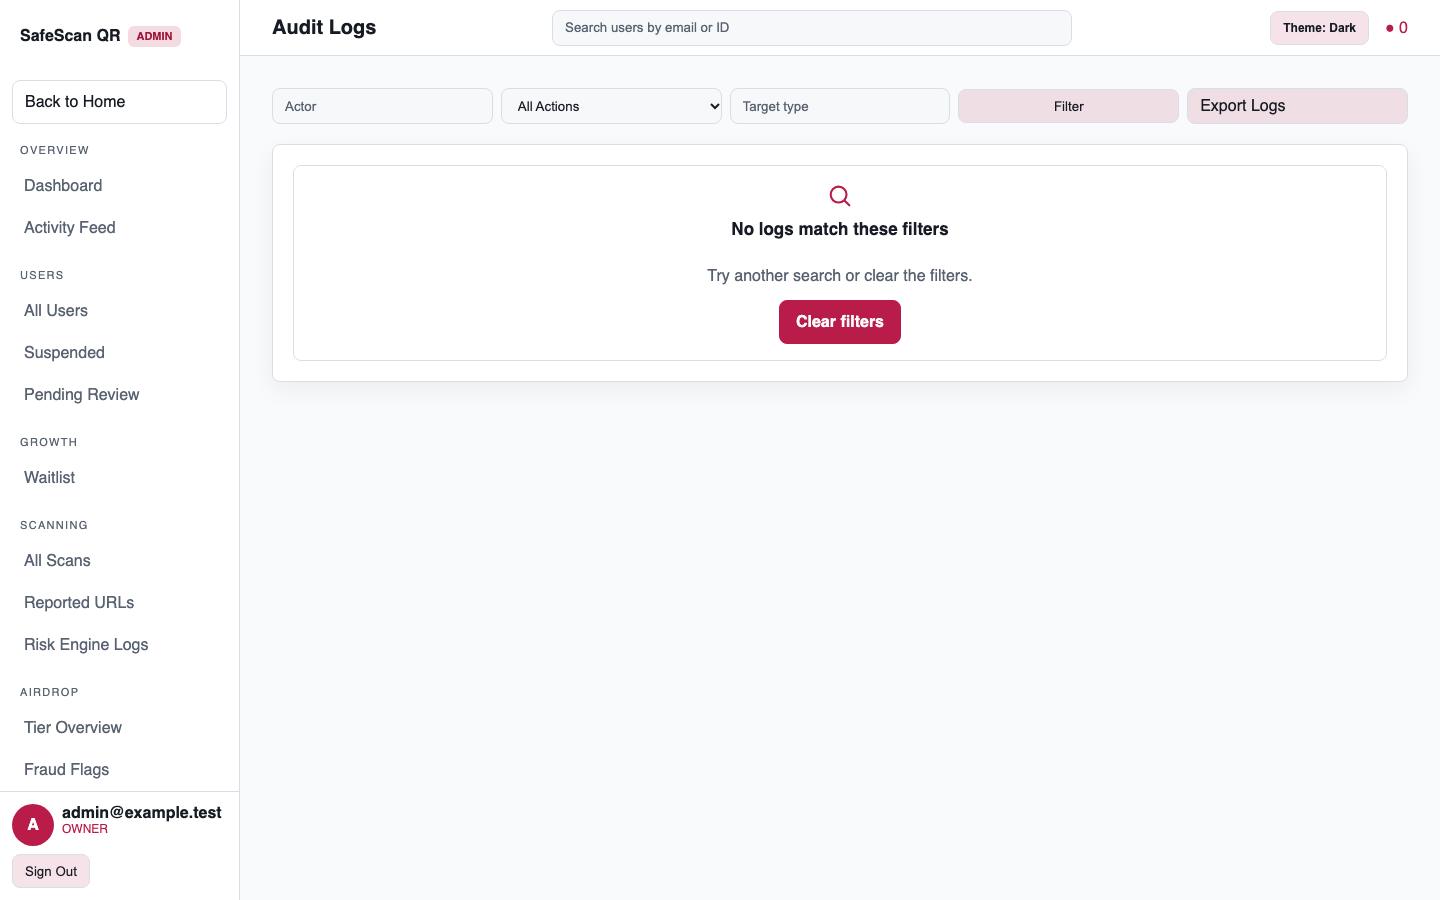 SafeScan QR ADMIN
Back to Home
OVERVIEW
Dashboard
Activity Feed
USERS
All Users
Suspended
Pending Review
GROWTH
Waitlist
SCANNING
All Scans
Reported URLs
Risk Engine Logs
AIRDROP
Tier Overview
Fraud Flags
A
admin@example.test
OWNER
Sign Out
Audit Logs
Search users by email or ID
Theme: Dark
● 0
Actor
All Actions
Target type
Filter
Export Logs
No logs match these filters
Try another search or clear the filters.
Clear filters